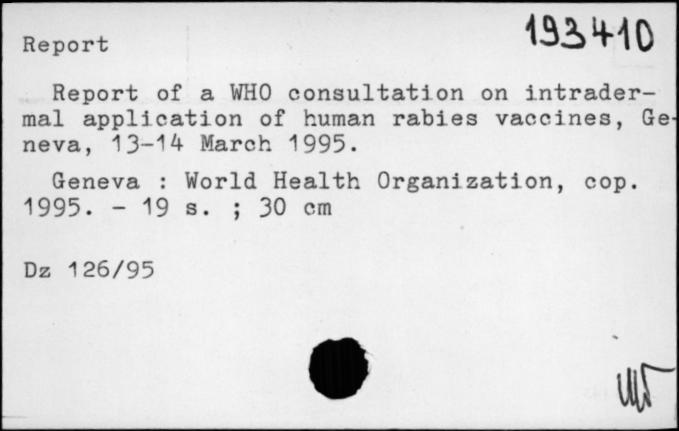 193410
Report
Report of a WHO consultation on intrader-
mal application of human rabies vaccines, Ge-
neva, 13-14 March 1995.
Geneva : World Health Organization, cop.
1995. - 19 s. ; 30 cm
Dz 126/95